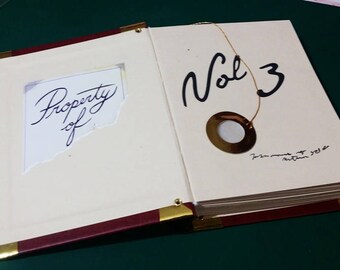 Property
of
Vol 3